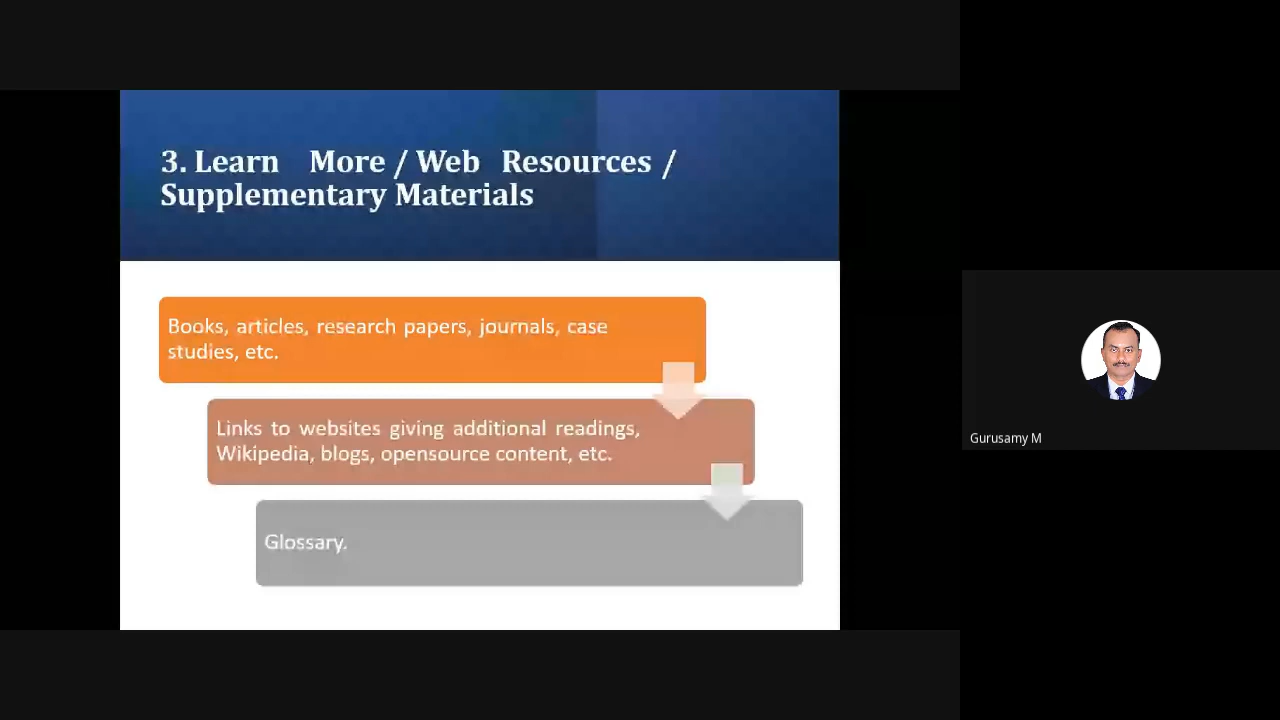 3. Learn More / Web Resources /
Supplementary Materials
Books, articles, research papers, journals, case
studies, etc.
Links to websites giving additional readings,
Wikipedia, blogs, opensource content, etc.
Glossary.
Gurusamy M